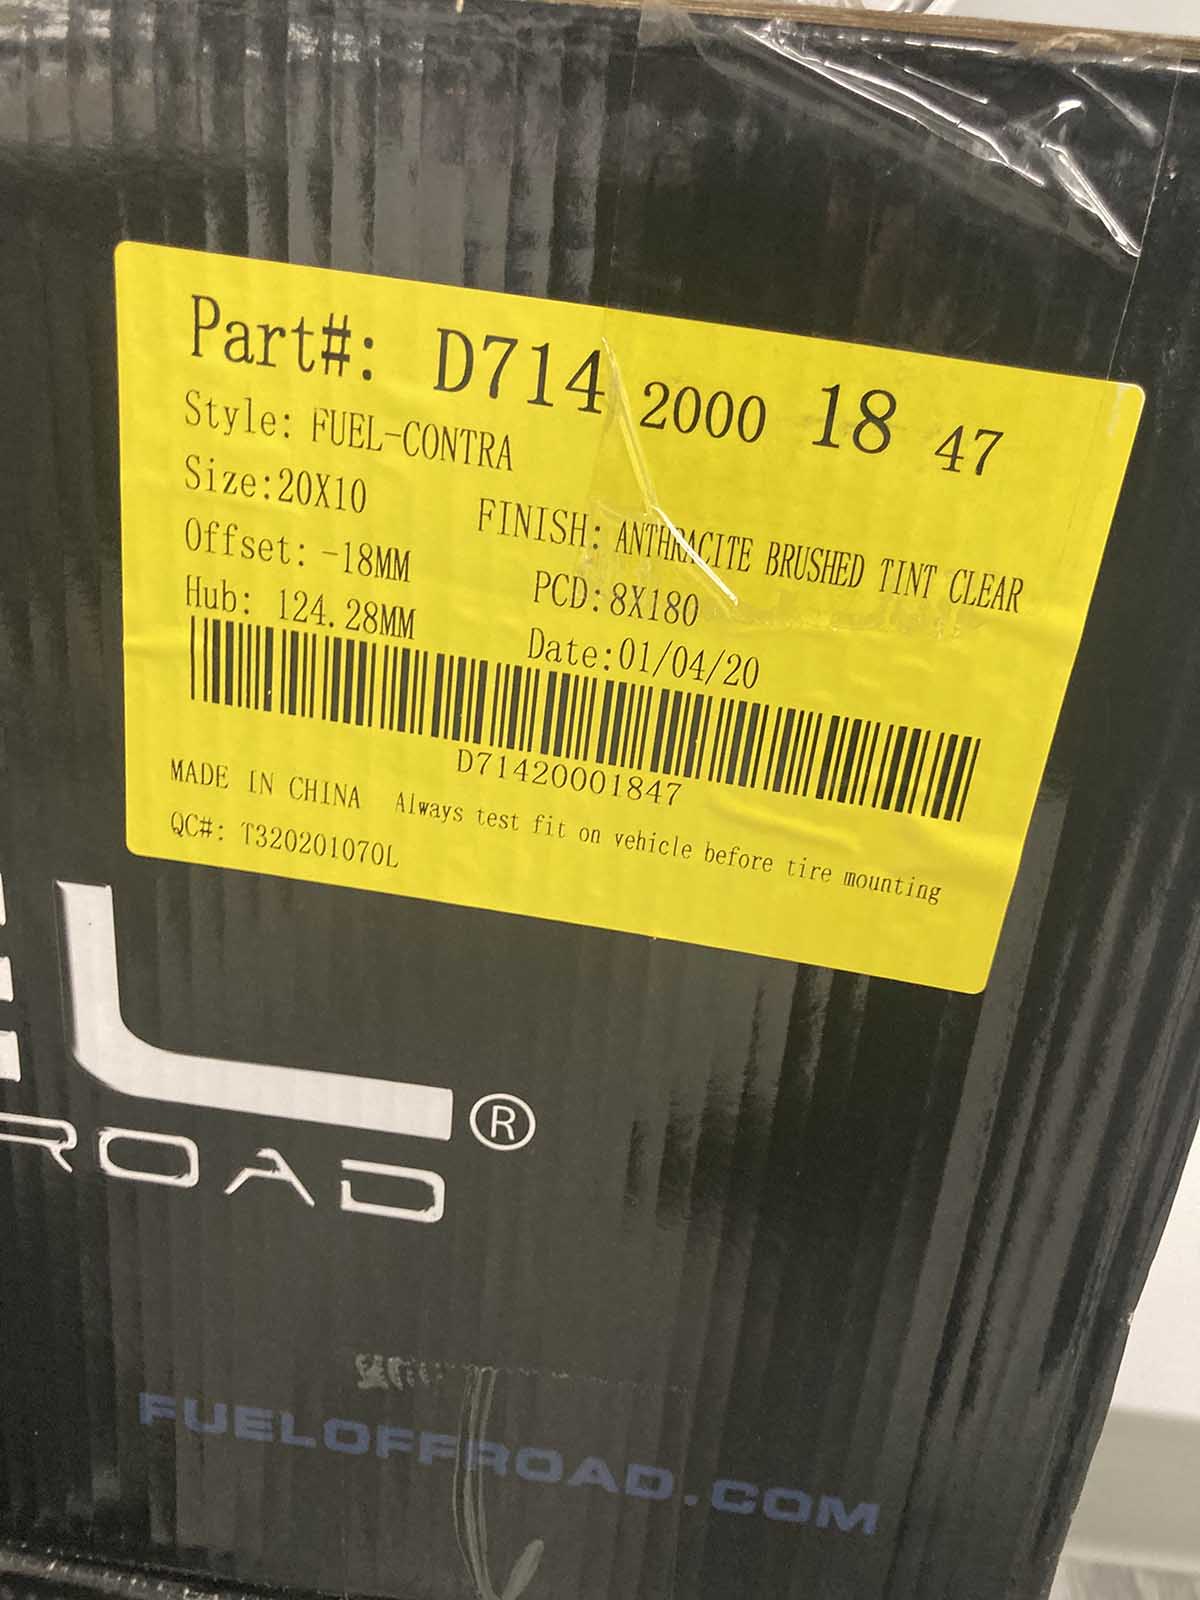 Part#: D714 2000 18 47
Style: FUEL-CONTRA
Size:20X10 FINISH: ANTHRACITE BRUSHED TINT CLEAR
Offset: -18MM PCD:8X180
Hub: 124.28MM Date:01/04/20
D71420001847
MADE IN CHINA Always test fit on vehicle before tire mounting
QC#: T320201070L
®
ROAD
FUELOFFROAD.COM